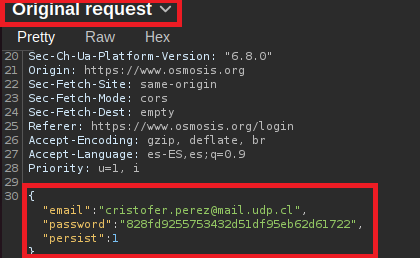 Original request
Pretty Raw Hex
20 Sec-Ch-Ua-Platform-Version: "6.8.0"
21 Origin: https://www.osmosis.org
22 Sec-Fetch-Site: same-origin
23 Sec-Fetch-Mode: cors
24 Sec-Fetch-Dest: empty
25 Referer: https://www.osmosis.org/login
26 Accept-Encoding: gzip, deflate, br
27 Accept-Language: es-ES,es;q=0.9
28 Priority: u=1, i
29
30 {
"email":"cristofer.perez@mail.udp.cl",
"password":"828fd9255753432d51df95eb62d61722",
"persist":1
}